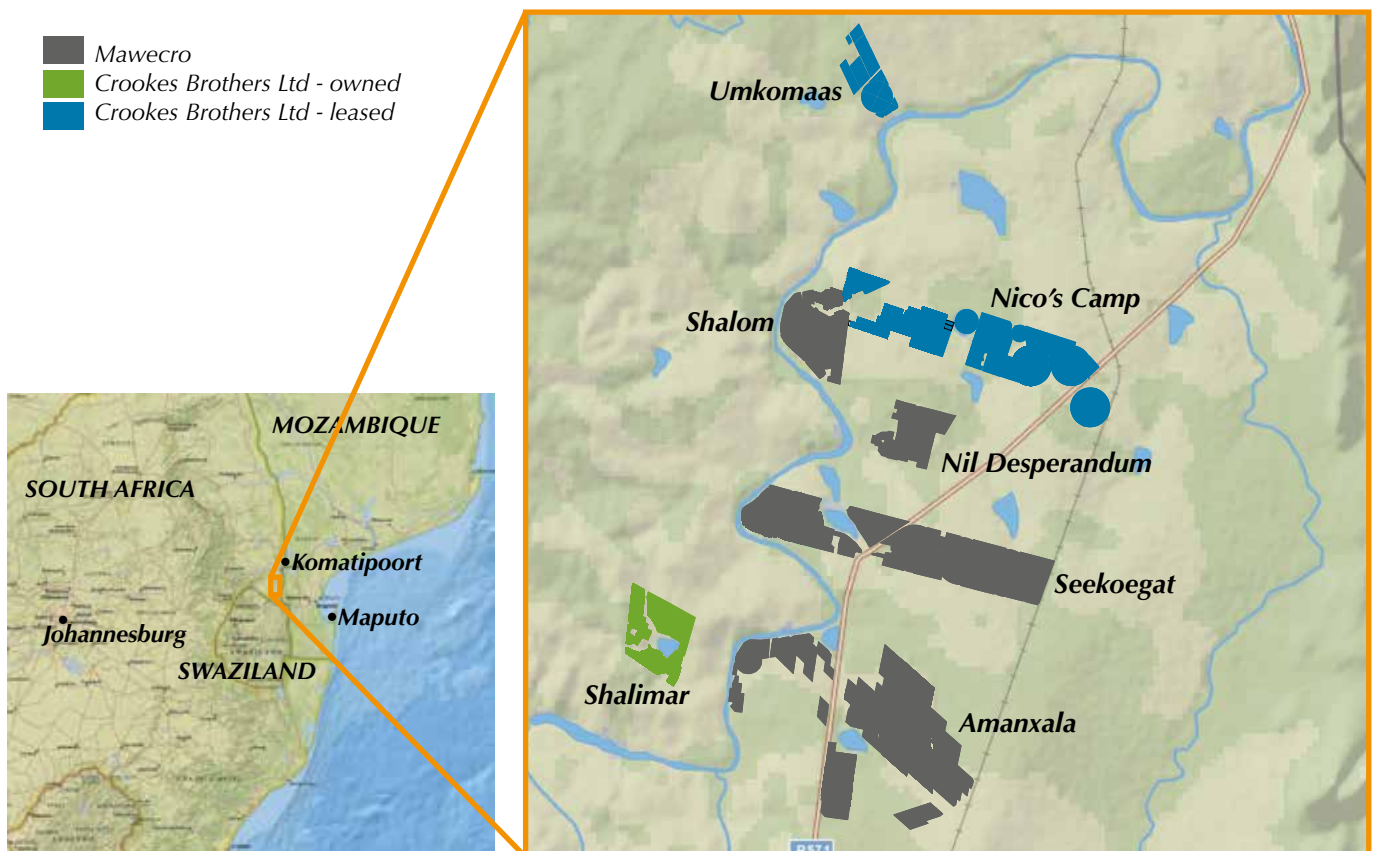 Mawecro
Crookes Brothers Ltd - owned
Crookes Brothers Ltd - leased
Umkomaas
Nico's Camp
Shalom
Nil Desperandum
Seekoegat
Shalimar
Amanxala
R571
MOZAMBIQUE
SOUTH AFRICA
Komatipoort
Maputo
Johannesburg
SWAZILAND